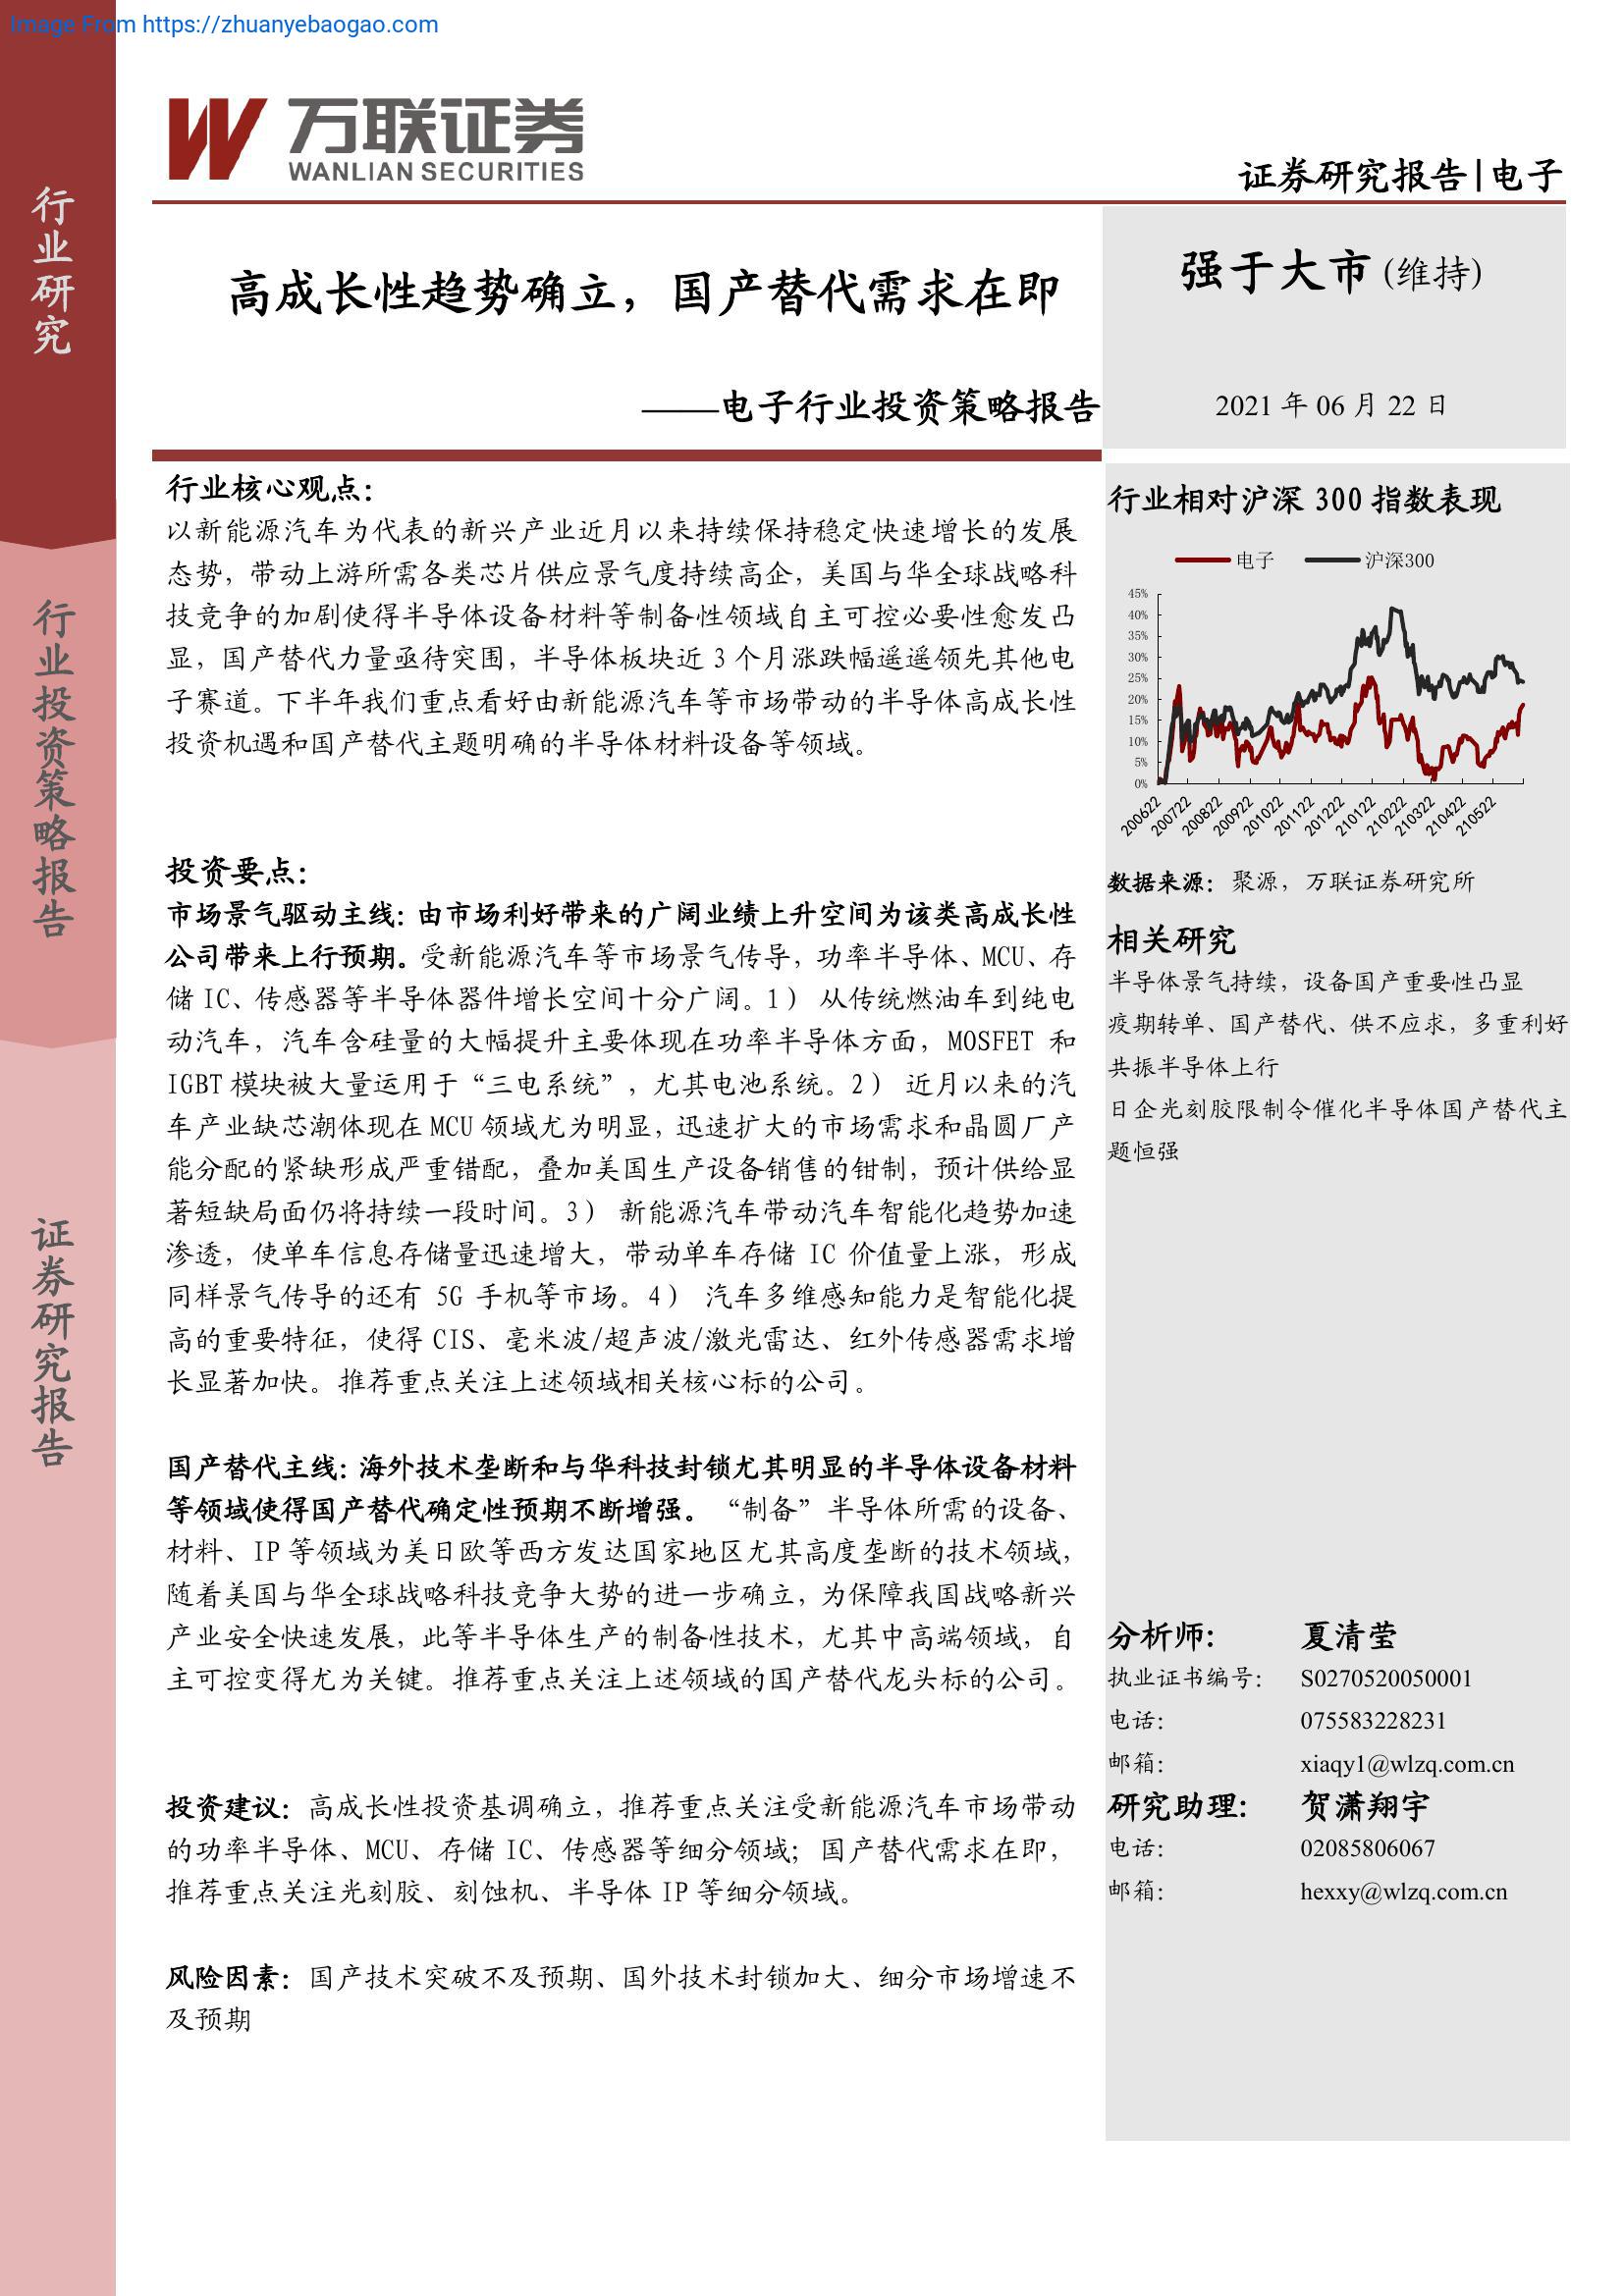 Image From https://zhuanyebaogao.com
万联证券
WANLIAN SECURITIES
证券研究报告|电子
行业研究
行业投资策略报告
证券研究报告
高成长性趋势确立，国产替代需求在即
——电子行业投资策略报告
强于大市(维持)
2021 年 06 月 22 日
行业核心观点：
以新能源汽车为代表的新兴产业近月以来持续保持稳定快速增长的发展
态势，带动上游所需各类芯片供应景气度持续高企，美国与华全球战略科
技竞争的加剧使得半导体设备材料等制备性领域自主可控必要性愈发凸
显，国产替代力量亟待突围，半导体板块近 3 个月涨跌幅遥遥领先其他电
子赛道。下半年我们重点看好由新能源汽车等市场带动的半导体高成长性
投资机遇和国产替代主题明确的半导体材料设备等领域。
投资要点：
市场景气驱动主线：由市场利好带来的广阔业绩上升空间为该类高成长性
公司带来上行预期。受新能源汽车等市场景气传导，功率半导体、MCU、存
储 IC、传感器等半导体器件增长空间十分广阔。1） 从传统燃油车到纯电
动汽车，汽车含硅量的大幅提升主要体现在功率半导体方面，MOSFET 和
IGBT 模块被大量运用于“三电系统”，尤其电池系统。2） 近月以来的汽
车产业缺芯潮体现在 MCU 领域尤为明显，迅速扩大的市场需求和晶圆厂产
能分配的紧缺形成严重错配，叠加美国生产设备销售的钳制，预计供给显
著短缺局面仍将持续一段时间。3） 新能源汽车带动汽车智能化趋势加速
渗透，使单车信息存储量迅速增大，带动单车存储 IC 价值量上涨，形成
同样景气传导的还有 5G 手机等市场。4） 汽车多维感知能力是智能化提
高的重要特征，使得 CIS、毫米波/超声波/激光雷达、红外传感器需求增
长显著加快。推荐重点关注上述领域相关核心标的公司。
国产替代主线：海外技术垄断和与华科技封锁尤其明显的半导体设备材料
等领域使得国产替代确定性预期不断增强。 “制备”半导体所需的设备、
材料、IP 等领域为美日欧等西方发达国家地区尤其高度垄断的技术领域，
随着美国与华全球战略科技竞争大势的进一步确立，为保障我国战略新兴
产业安全快速发展，此等半导体生产的制备性技术，尤其中高端领域，自
主可控变得尤为关键。推荐重点关注上述领域的国产替代龙头标的公司。
投资建议：高成长性投资基调确立，推荐重点关注受新能源汽车市场带动
的功率半导体、MCU、存储 IC、传感器等细分领域；国产替代需求在即，
推荐重点关注光刻胶、刻蚀机、半导体 IP 等细分领域。
风险因素：国产技术突破不及预期、国外技术封锁加大、细分市场增速不
及预期
行业相对沪深 300 指数表现
电子 沪深300
45%
40%
35%
30%
25%
20%
15%
10%
5%
0%
200622 200722 200822 200922 201022 201122 201222 210122 210222 210322 210422 210522
数据来源：聚源，万联证券研究所
相关研究
半导体景气持续，设备国产重要性凸显
疫期转单、国产替代、供不应求，多重利好
共振半导体上行
日企光刻胶限制令催化半导体国产替代主
题恒强
分析师： 夏清莹
执业证书编号： S0270520050001
电话： 075583228231
邮箱： xiaqy1@wlzq.com.cn
研究助理： 贺潇翔宇
电话： 02085806067
邮箱： hexxy@wlzq.com.cn